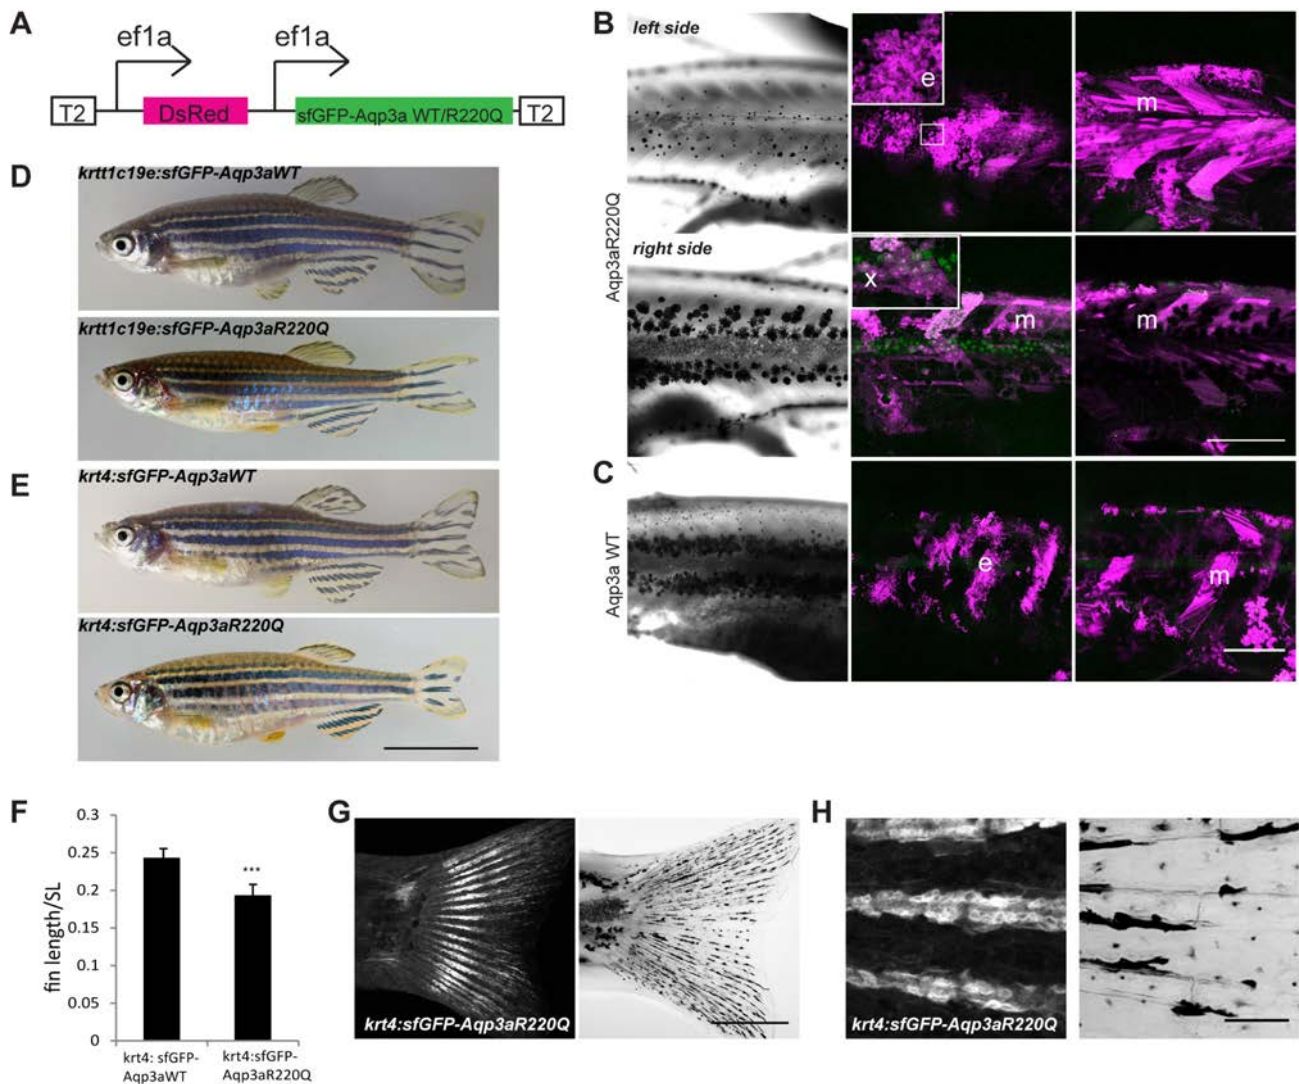 A
ef1a
ef1a
T2
DsRed
sfGFP-Aqp3a WT/R220Q
T2
B
left side
e
m
Aqp3aR220Q
right side
x
m
m
C
Aqp3a WT
e
m
D
krtt1c19e:sfGFP-Aqp3aWT
krtt1c19e:sfGFP-Aqp3aR220Q
E
krt4:sfGFP-Aqp3aWT
krt4:sfGFP-Aqp3aR220Q
F
0.3
0.25
0.2
0.15
0.1
0.05
0
fin length/SL
***
krt4: sfGFP-
Aqp3aWT
krt4:sfGFP-
Aqp3aR220Q
G
krt4:sfGFP-Aqp3aR220Q
H
krt4:sfGFP-Aqp3aR220Q